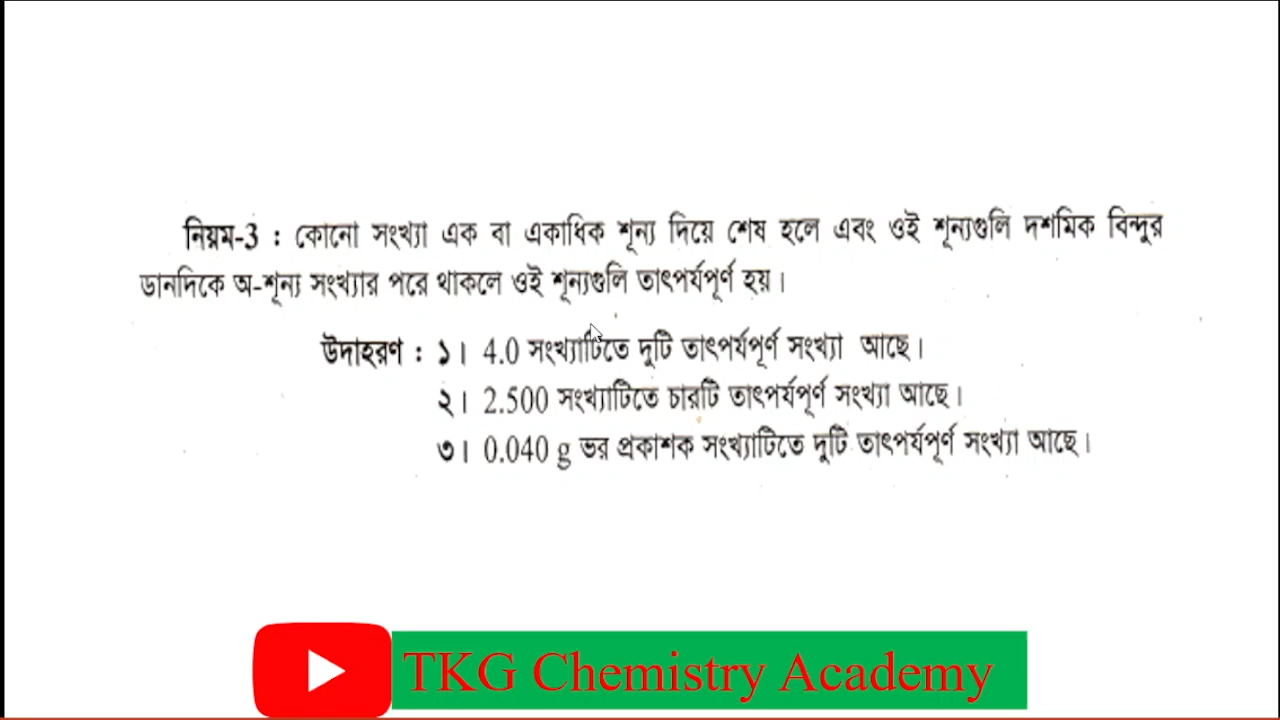 নিয়ম-3 : কোনো সংখ্যা এক বা একাধিক শূন্য দিয়ে শেষ হলে এবং ওই শূন্যগুলি দশমিক বিন্দুর
ডানদিকে অ-শূন্য সংখ্যার পরে থাকলে ওই শূন্যগুলি তাৎপর্যপূর্ণ হয়।
উদাহরণ : ১। 4.0 সংখ্যাটিতে দুটি তাৎপর্যপূর্ণ সংখ্যা আছে।
২। 2.500 সংখ্যাটিতে চারটি তাৎপর্যপূর্ণ সংখ্যা আছে।
৩। 0.040 g ভর প্রকাশক সংখ্যাটিতে দুটি তাৎপর্যপূর্ণ সংখ্যা আছে।
TKG Chemistry Academy